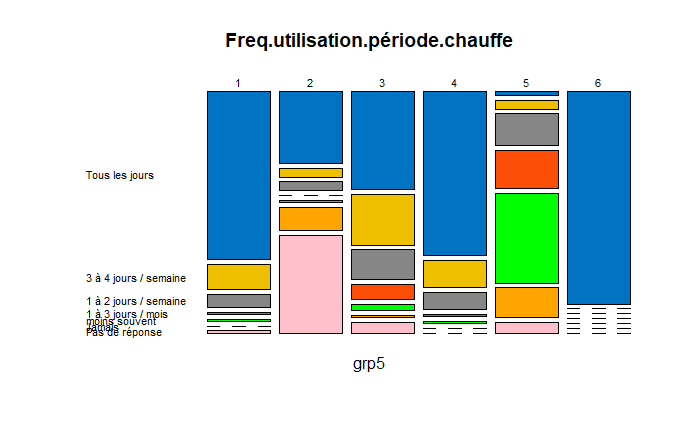 Freq.utilisation.période.chauffe
1 2 3 4 5 6
Tous les jours
3 à 4 jours / semaine
1 à 2 jours / semaine
1 à 3 jours / mois
moins souvent
Jamais
Pas de réponse
grp5